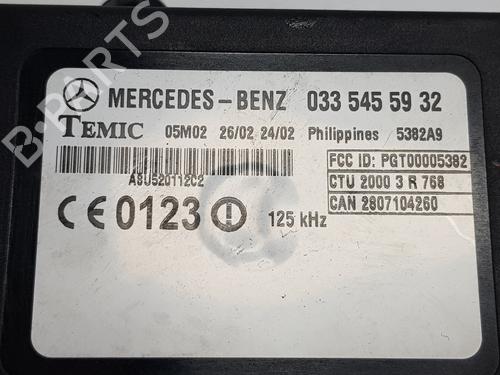 MERCEDES-BENZ 033 545 59 32
TEMIC 05M02 26/02 24/02 Philippines 5382A9
A8U520112C2
FCC ID: PGT00005382
CTU 2000 3 R 768
CAN 2807104260
CE 0123 125 kHz
B-PARTS